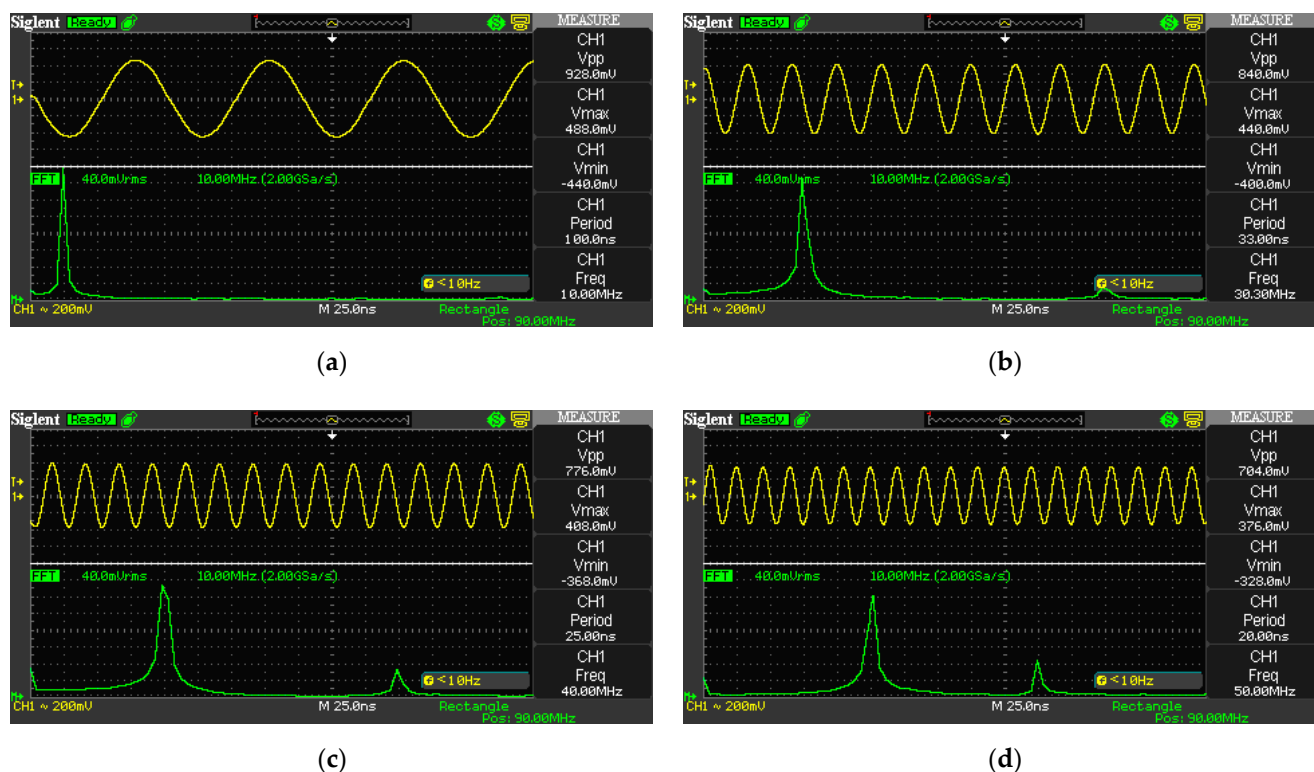 Siglent Ready MEASURE
CH1
Vpp
928.0mV
CH1
Vmax
488.0mV
CH1
Vmin
-440.0mV
CH1
Period
100.0ns
CH1
Freq
10.00MHz
T
1
FFT 40.0mVrms 10.00MHz (2.00GSa/s)
<10Hz
M
CH1 ~ 200mV M 25.0ns Rectangle
Pos: 90.00MHz
(a)
Siglent Ready MEASURE
CH1
Vpp
840.0mV
CH1
Vmax
440.0mV
CH1
Vmin
-400.0mV
CH1
Period
33.00ns
CH1
Freq
30.30MHz
T
1
FFT 40.0mVrms 10.00MHz (2.00GSa/s)
<10Hz
M
CH1 ~ 200mV M 25.0ns Rectangle
Pos: 90.00MHz
(b)
Siglent Ready MEASURE
CH1
Vpp
776.0mV
CH1
Vmax
408.0mV
CH1
Vmin
-368.0mV
CH1
Period
25.00ns
CH1
Freq
40.00MHz
T
1
FFT 40.0mVrms 10.00MHz (2.00GSa/s)
<10Hz
M
CH1 ~ 200mV M 25.0ns Rectangle
Pos: 90.00MHz
(c)
Siglent Ready MEASURE
CH1
Vpp
704.0mV
CH1
Vmax
376.0mV
CH1
Vmin
-328.0mV
CH1
Period
20.00ns
CH1
Freq
50.00MHz
T
1
FFT 40.0mVrms 10.00MHz (2.00GSa/s)
<10Hz
M
CH1 ~ 200mV M 25.0ns Rectangle
Pos: 90.00MHz
(d)